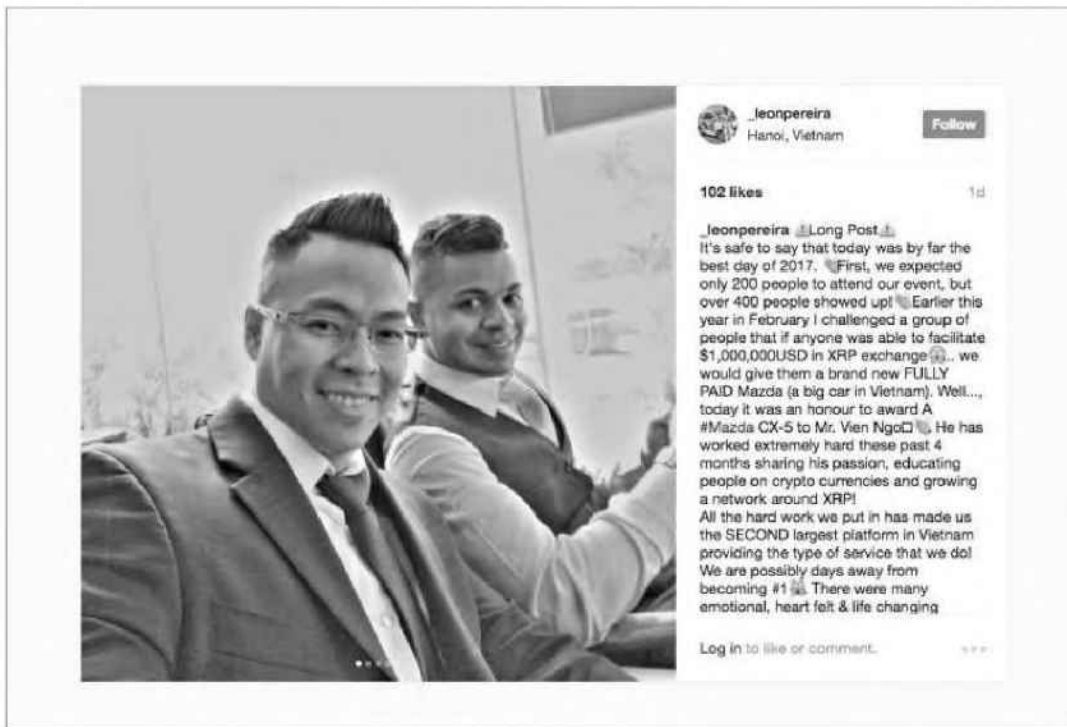 _leonpereira
Hanoi, Vietnam
Follow
102 likes
1d
_leonpereira ⚠Long Post⚠
It's safe to say that today was by far the
best day of 2017. First, we expected
only 200 people to attend our event, but
over 400 people showed up! Earlier this
year in February I challenged a group of
people that if anyone was able to facilitate
$1,000,000USD in XRP exchange.. we
would give them a brand new FULLY
PAID Mazda (a big car in Vietnam). Well...,
today it was an honour to award A
#Mazda CX-5 to Mr. Vien Ngo□. He has
worked extremely hard these past 4
months sharing his passion, educating
people on crypto currencies and growing
a network around XRP!
All the hard work we put in has made us
the SECOND largest platform in Vietnam
providing the type of service that we do!
We are possibly days away from
becoming #1. There were many
emotional, heart felt & life changing
Log in to like or comment.